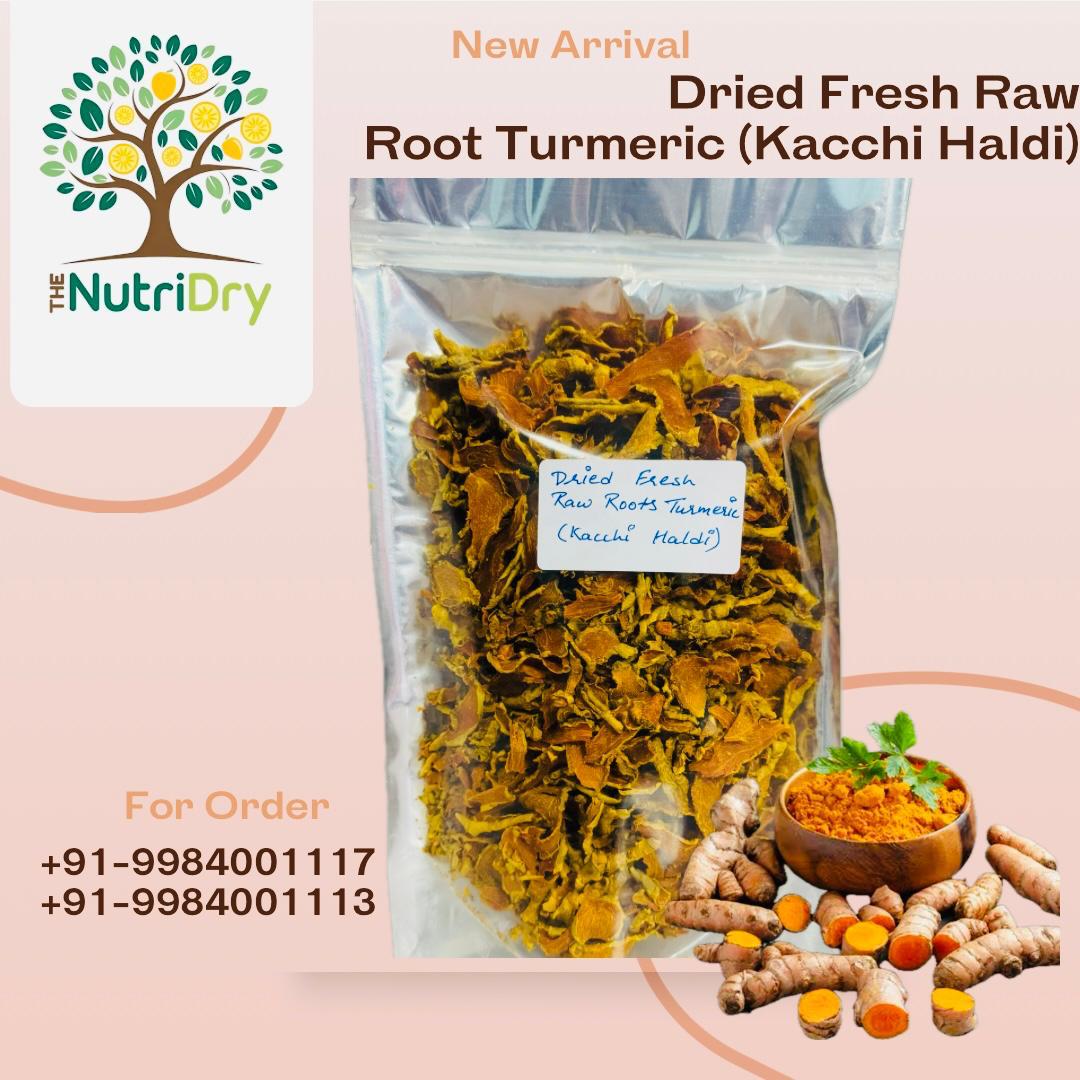 New Arrival
Dried Fresh Raw
Root Turmeric (Kacchi Haldi)
THE NutriDry
Dried Fresh
Raw Roots Turmeric
(Kacchi Haldi)
For Order
+91-9984001117
+91-9984001113